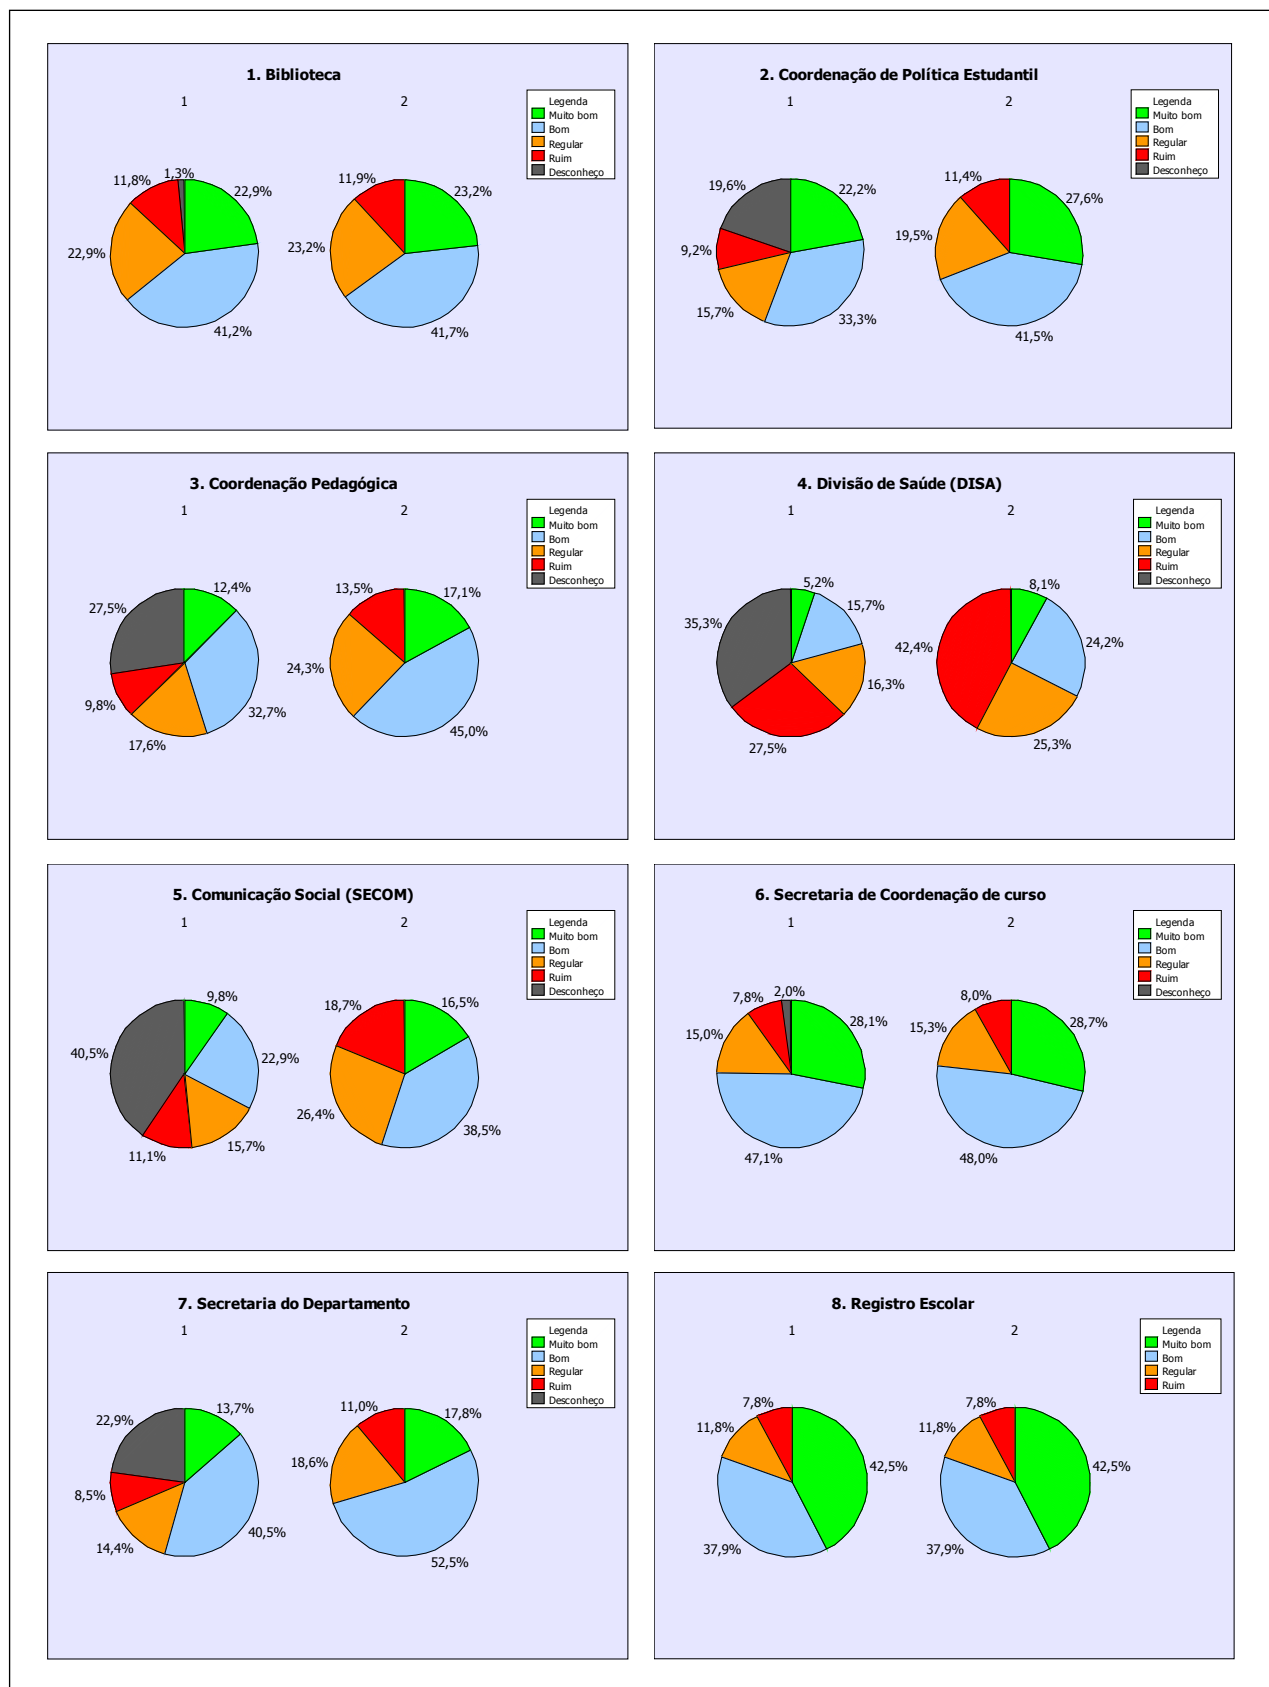 1. Biblioteca
1 2
Legenda
Muito bom
Bom
Regular
Ruim
Desconheço
11,8% 1,3% 22,9% 11,9% 23,2%
22,9% 23,2%
41,2% 41,7%
2. Coordenação de Política Estudantil
1 2
Legenda
Muito bom
Bom
Regular
Ruim
Desconheço
19,6% 22,2% 11,4% 27,6%
9,2% 19,5%
15,7% 33,3% 41,5%
3. Coordenação Pedagógica
1 2
Legenda
Muito bom
Bom
Regular
Ruim
Desconheço
27,5% 12,4% 13,5% 17,1%
24,3%
9,8% 32,7%
17,6% 45,0%
4. Divisão de Saúde (DISA)
1 2
Legenda
Muito bom
Bom
Regular
Ruim
Desconheço
5,2% 8,1%
35,3% 15,7% 42,4% 24,2%
16,3%
27,5% 25,3%
5. Comunicação Social (SECOM)
1 2
Legenda
Muito bom
Bom
Regular
Ruim
Desconheço
9,8% 18,7% 16,5%
40,5% 22,9%
26,4% 38,5%
11,1% 15,7%
6. Secretaria de Coordenação de curso
1 2
Legenda
Muito bom
Bom
Regular
Ruim
Desconheço
7,8% 2,0% 8,0%
15,0% 28,1% 15,3% 28,7%
47,1% 48,0%
7. Secretaria do Departamento
1 2
Legenda
Muito bom
Bom
Regular
Ruim
Desconheço
22,9% 13,7% 11,0% 17,8%
18,6%
8,5%
14,4% 40,5% 52,5%
8. Registro Escolar
1 2
Legenda
Muito bom
Bom
Regular
Ruim
7,8% 7,8%
11,8% 11,8%
42,5% 42,5%
37,9% 37,9%